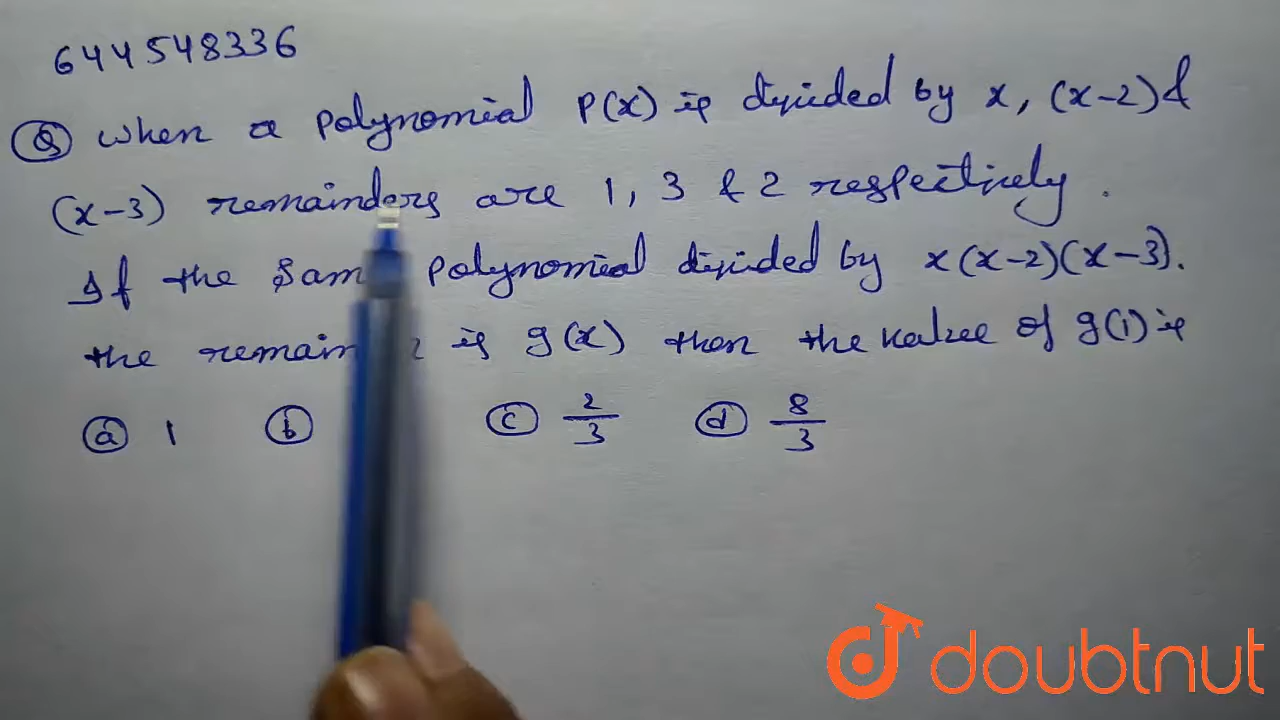 644548336
Q when a polynomial P(x) is divided by x, (x-2) &
(x-3) remainders are 1, 3 & 2 respectively.
If the same polynomial divided by x(x-2)(x-3).
the is g(x) then the value of g(1) is
a 1 b c 2/3 d 8/3
doubtnut